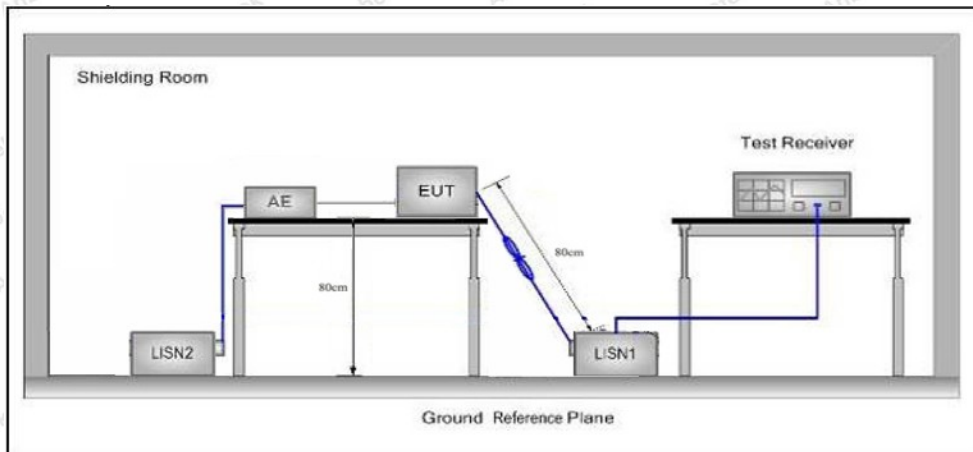 Shielding Room
Test Receiver
EUT
AE
80cm
80cm
LISN2
LISN1
Ground Reference Plane